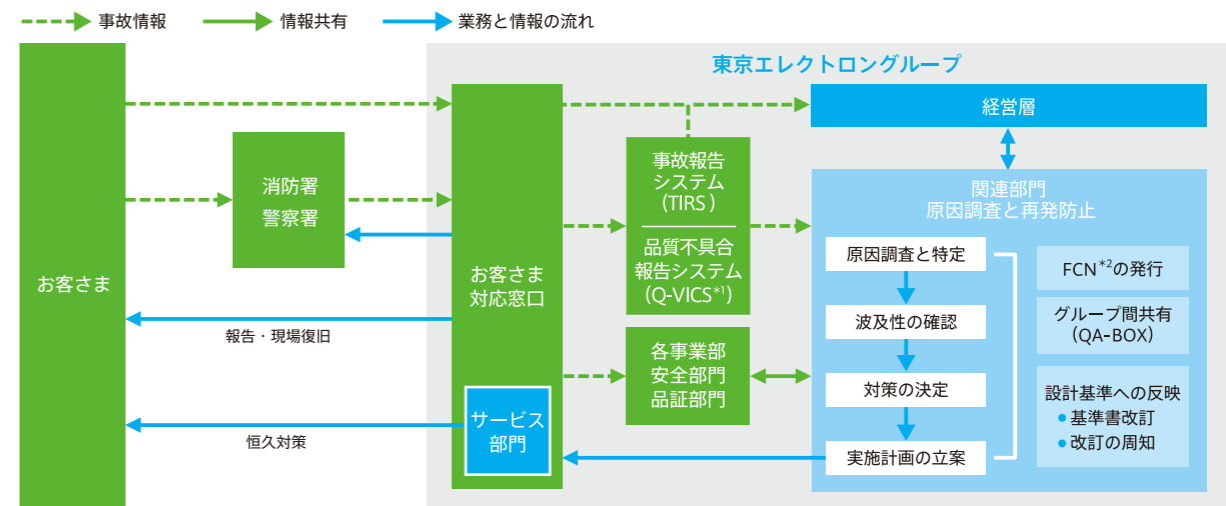 事故情報
情報共有
業務と情報の流れ
東京エレクトロングループ
お客さま
消防署
警察署
報告・現場復旧
恒久対策
お客さま
対応窓口
サービス
部門
事故報告
システム
(TIRS)
品質不具合
報告システム
(Q-VICS*1)
各事業部
安全部門
品証部門
経営層
関連部門
原因調査と再発防止
原因調査と特定
波及性の確認
対策の決定
実施計画の立案
FCN*2の発行
グループ間共有
(QA-BOX)
設計基準への反映
●基準書改訂
●改訂の周知